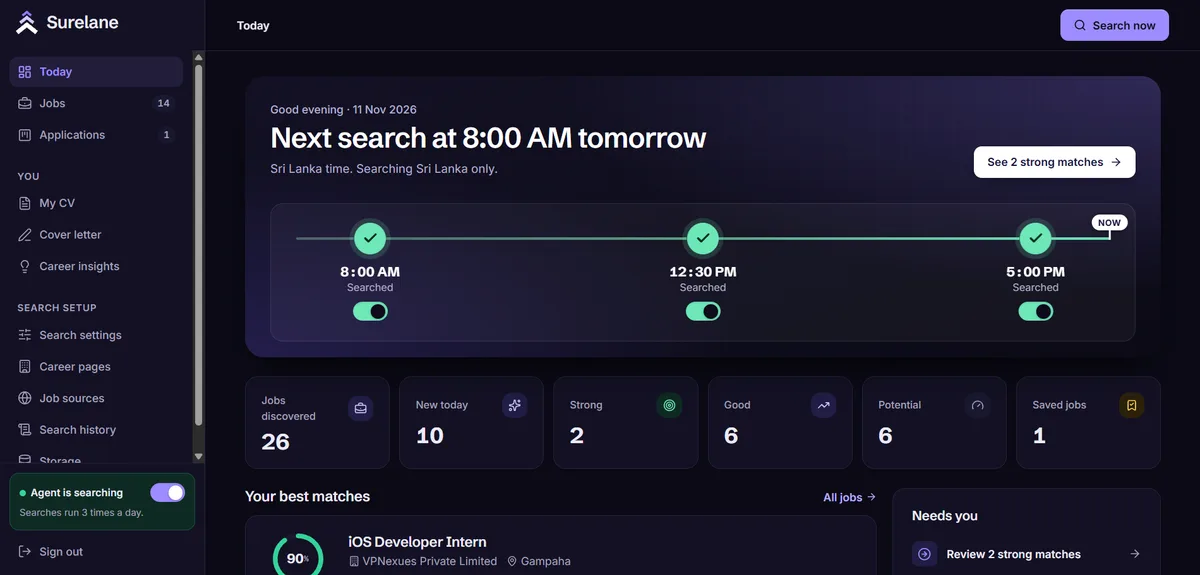 Surelane
Today
Jobs 14
Applications 1
YOU
My CV
Cover letter
Career insights
SEARCH SETUP
Search settings
Career pages
Job sources
Search history
Storage
Agent is searching
Searches run 3 times a day.
Sign out
Today
Search now
Good evening · 11 Nov 2026
Next search at 8:00 AM tomorrow
Sri Lanka time. Searching Sri Lanka only.
See 2 strong matches →
NOW
8:00 AM 12:30 PM 5:00 PM
Searched Searched Searched
Jobs discovered
26
New today
10
Strong
2
Good
6
Potential
6
Saved jobs
1
Your best matches
All jobs →
90%
iOS Developer Intern
VPNexues Private Limited Gampaha
Needs you
Review 2 strong matches →